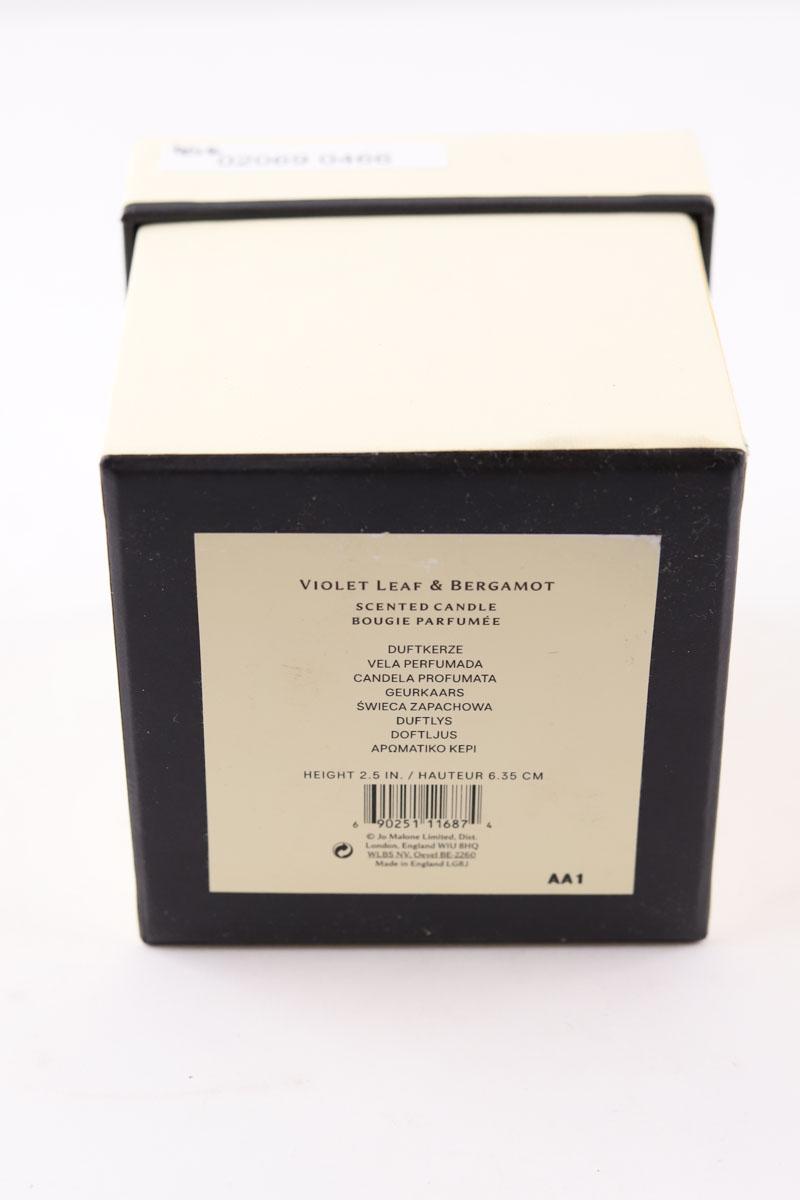 02069 0466
VIOLET LEAF & BERGAMOT
SCENTED CANDLE
BOUGIE PARFUMÉE
DUFTKERZE
VELA PERFUMADA
CANDELA PROFUMATA
GEURKAARS
ŚWIECA ZAPACHOWA
DUFTLYS
DOFTLJUS
ΑΡΩΜΑΤΙΚΟ ΚΕΡΙ
HEIGHT 2.5 IN. / HAUTEUR 6.35 CM
6 90251 11687 4
© Jo Malone Limited, Dist.
London, England W1U 8HQ
WLBS NV, Oevel BE-2260
Made in England LGRJ
AA1